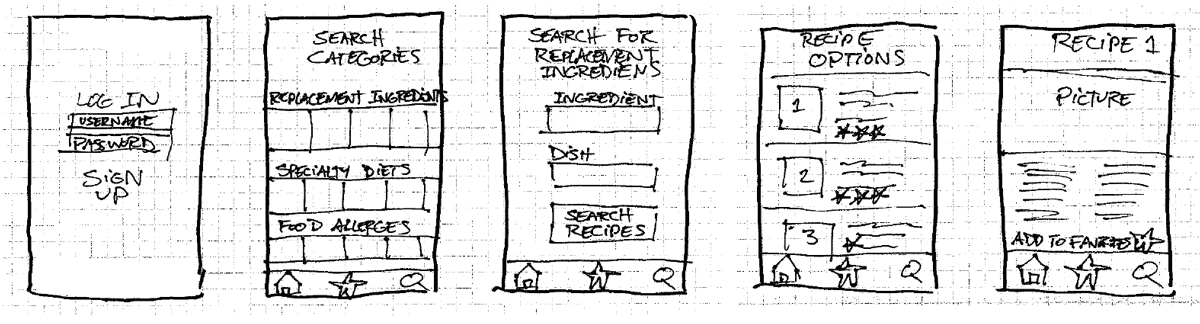 LOG IN
USERNAME
PASSWORD
SIGN
UP
SEARCH
CATEGORIES
REPLACEMENT INGREDIENTS
SPECIALTY DIETS
FOOD ALLERGES
SEARCH FOR
REPLACEMENT
INGREDIENS
INGREDIENT
DISH
SEARCH
RECIPES
Q
Q
RECIPE
OPTIONS
1
2
3
Q
RECIPE 1
PICTURE
ADD TO FAVORITES
Q